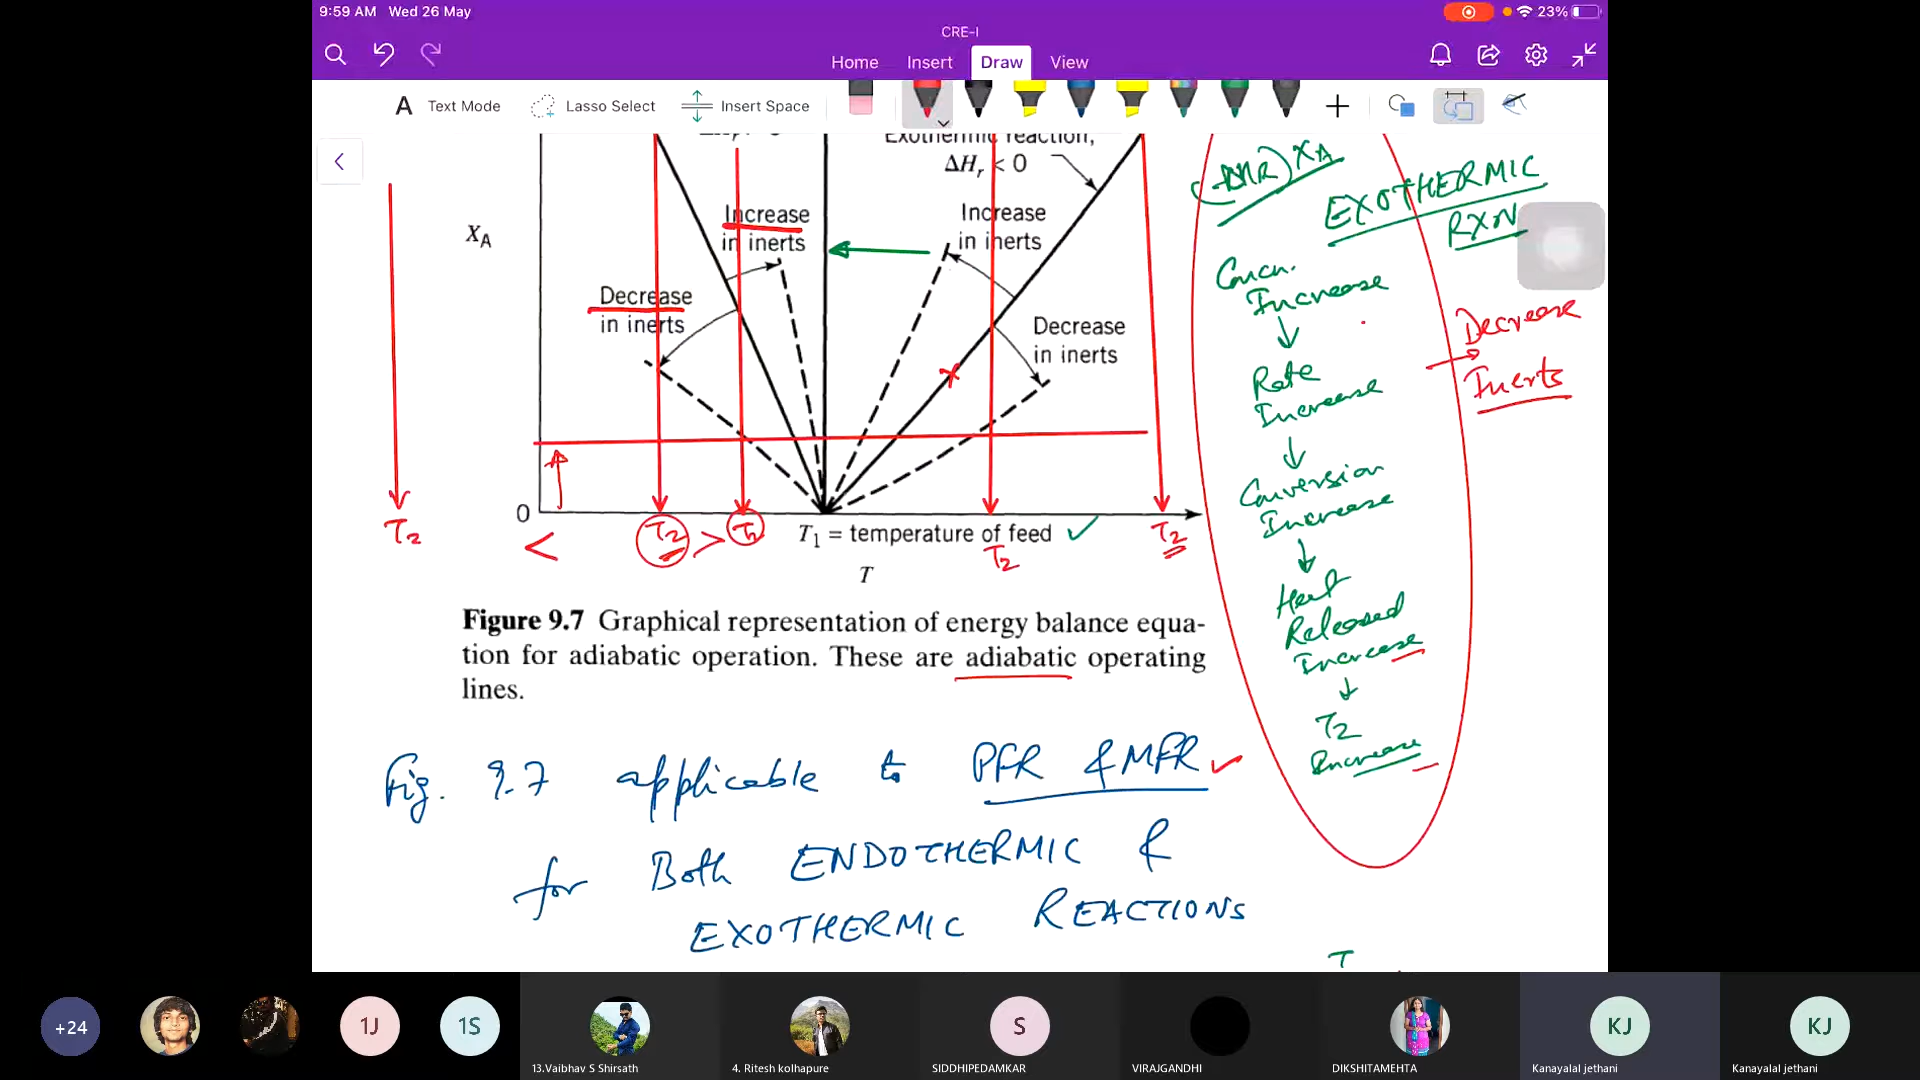 9:59 AM Wed 26 May
23%
CRE-I
Home Insert Draw View
A Text Mode Lasso Select Insert Space
Exothermic reaction,
ΔHr < 0
Increase
in inerts
Increase
in inerts
XA
Decrease
in inerts
Decrease
in inerts
0
T1 = temperature of feed
T
T2
<
T2 >
T2
T2
(-ΔHR) XA
EXOTHERMIC
RXN
Concn.
Increase
Rate
Increase
Conversion
Increase
Heat
Released
Increase
T2
Increase
Decrease
Inerts
Figure 9.7 Graphical representation of energy balance equa-
tion for adiabatic operation. These are adiabatic operating
lines.
Fig. 9.7 applicable to PFR & MFR
for Both ENDOTHERMIC &
EXOTHERMIC REACTIONS
T
+24
1J
1S
S
KJ
KJ
13.Vaibhav S Shirsath
4. Ritesh kolhapure
SIDDHIPEDAMKAR
VIRAJGANDHI
DIKSHITAMEHTA
Kanayalal jethani
Kanayalal jethani